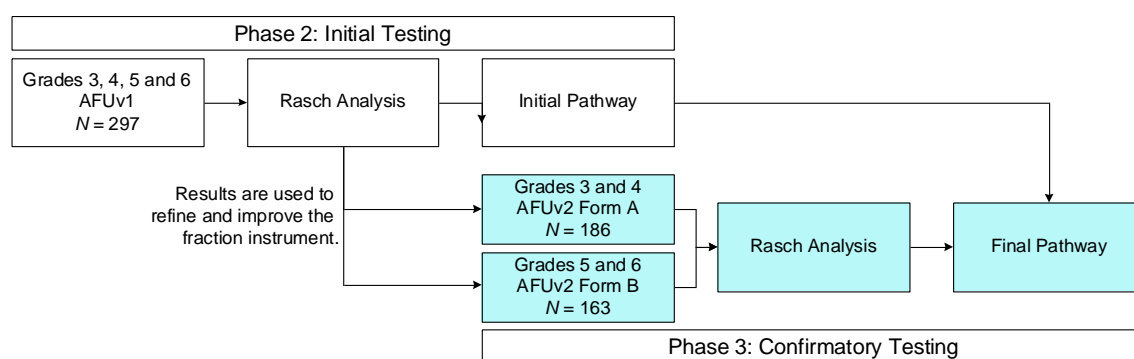 Phase 2: Initial Testing
Grades 3, 4, 5 and 6
AFUv1
N = 297
Rasch Analysis
Initial Pathway
Results are used to
refine and improve the
fraction instrument.
Grades 3 and 4
AFUv2 Form A
N = 186
Grades 5 and 6
AFUv2 Form B
N = 163
Rasch Analysis
Final Pathway
Phase 3: Confirmatory Testing